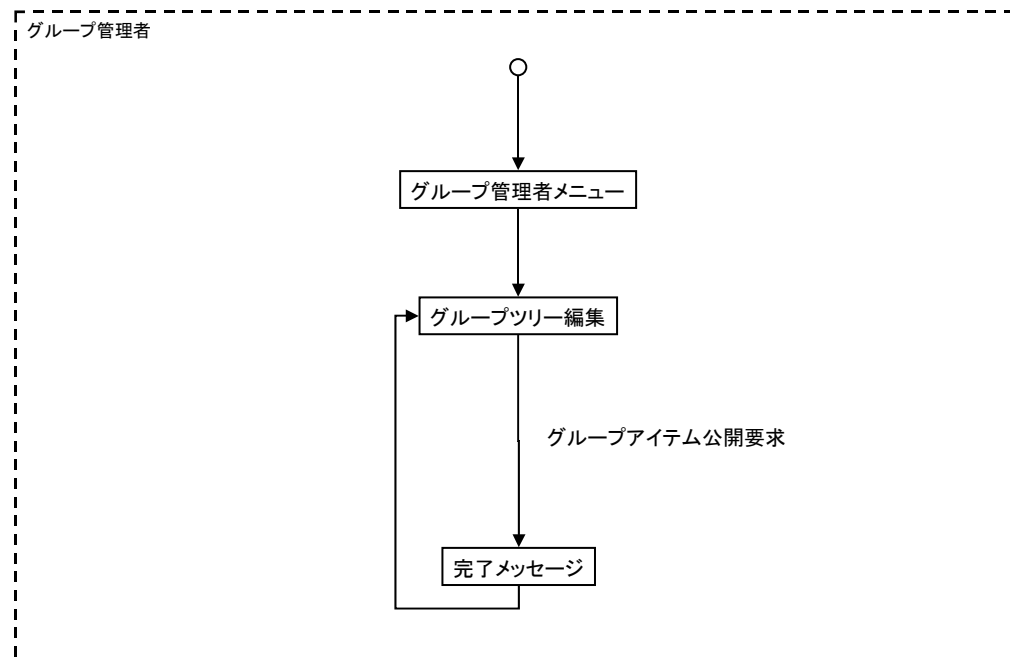 グループ管理者
グループ管理者メニュー
グループツリー編集
グループアイテム公開要求
完了メッセージ